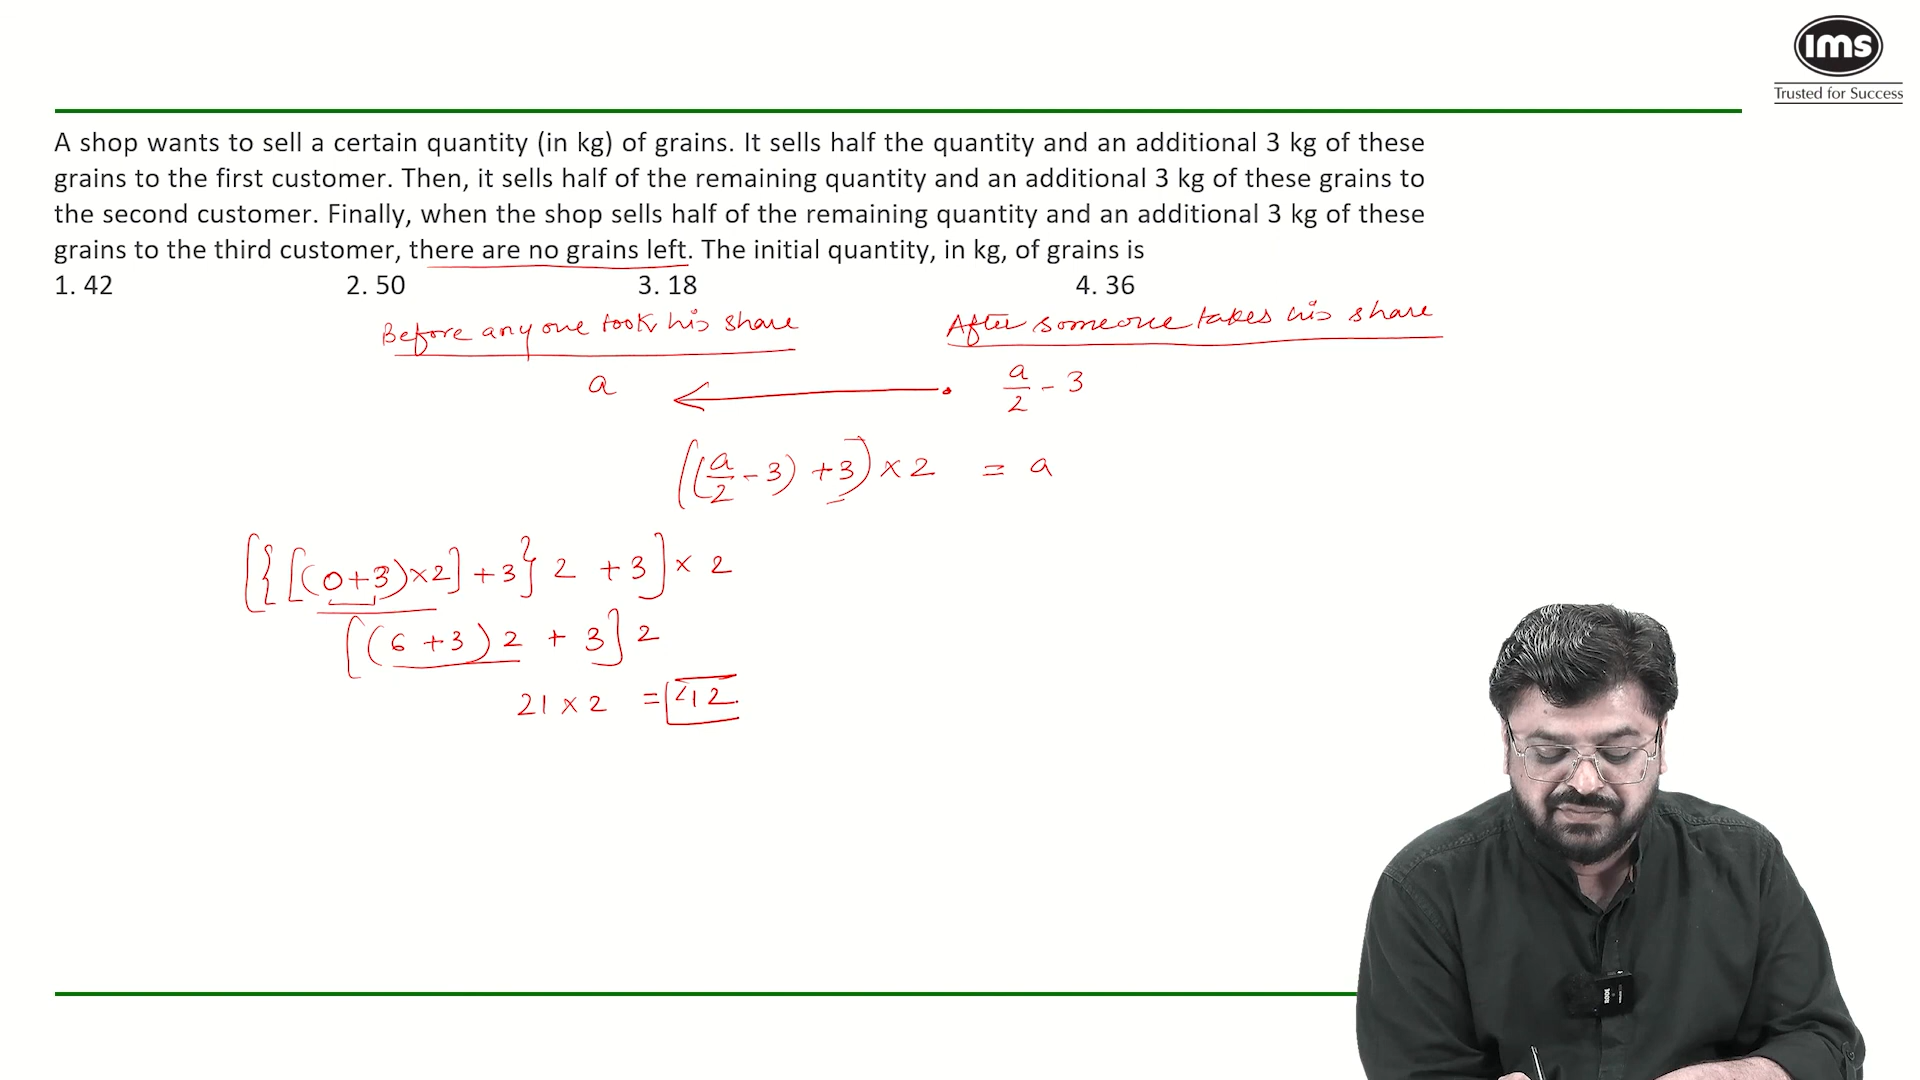 ims
Trusted for Success
A shop wants to sell a certain quantity (in kg) of grains. It sells half the quantity and an additional 3 kg of these
grains to the first customer. Then, it sells half of the remaining quantity and an additional 3 kg of these grains to
the second customer. Finally, when the shop sells half of the remaining quantity and an additional 3 kg of these
grains to the third customer, there are no grains left. The initial quantity, in kg, of grains is
1. 42 2. 50 3. 18 4. 36
Before anyone took his share After someone takes his share
a a/2 - 3
((a/2 - 3) + 3) × 2 = a
[{[(0+3)×2]+3} 2 + 3] × 2
[(6+3) 2 + 3] 2
21 × 2 = 42
RODE